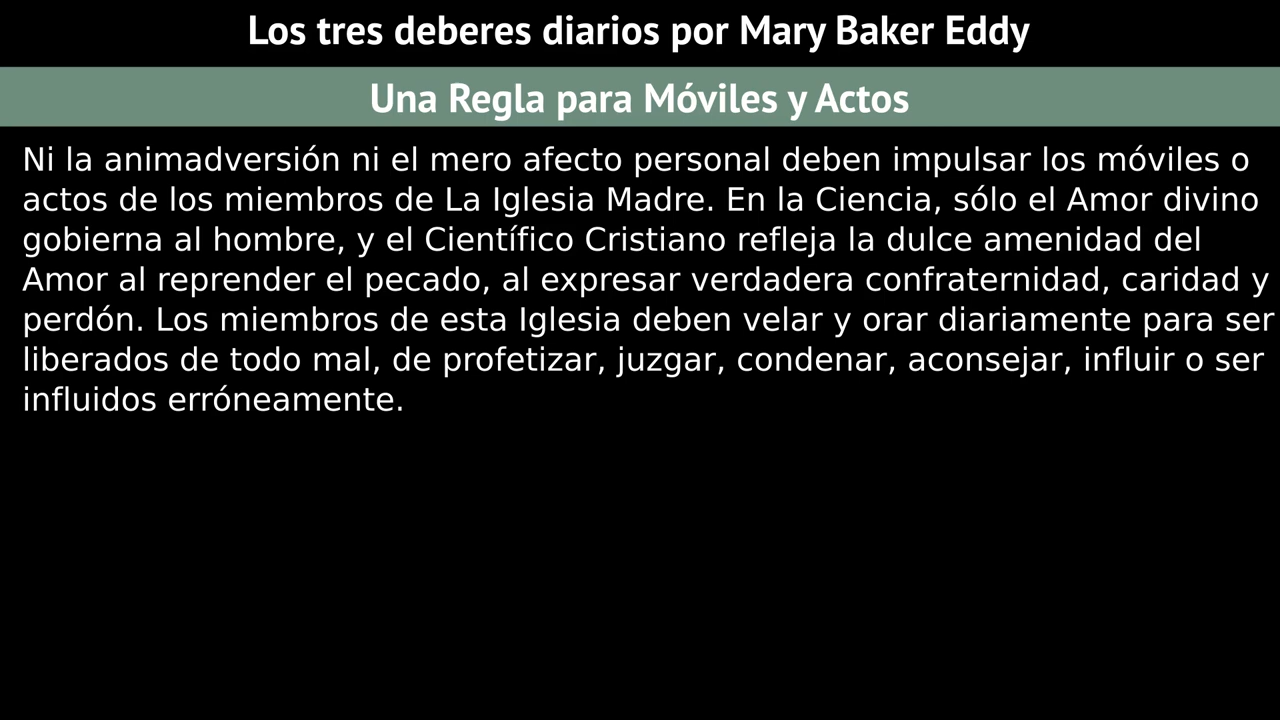 Los tres deberes diarios por Mary Baker Eddy
Una Regla para Móviles y Actos
Ni la animadversión ni el mero afecto personal deben impulsar los móviles o
actos de los miembros de La Iglesia Madre. En la Ciencia, sólo el Amor divino
gobierna al hombre, y el Científico Cristiano refleja la dulce amenidad del
Amor al reprender el pecado, al expresar verdadera confraternidad, caridad y
perdón. Los miembros de esta Iglesia deben velar y orar diariamente para ser
liberados de todo mal, de profetizar, juzgar, condenar, aconsejar, influir o ser
influidos erróneamente.